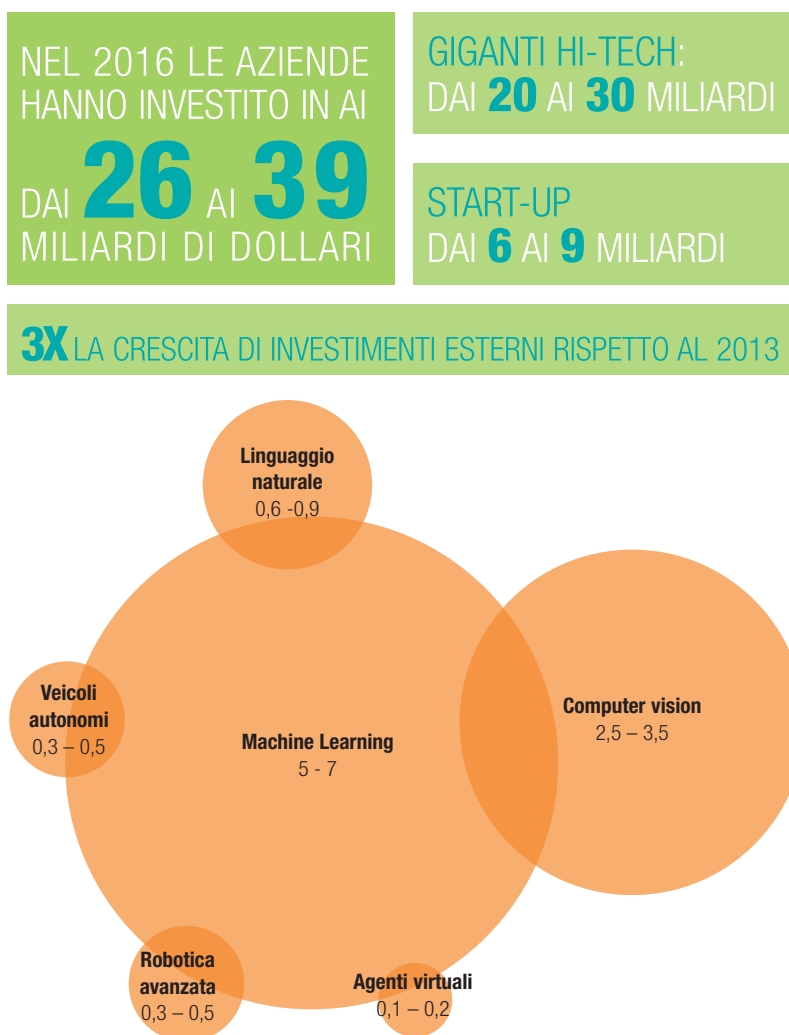 NEL 2016 LE AZIENDE
HANNO INVESTITO IN AI
DAI 26 AI 39
MILIARDI DI DOLLARI
GIGANTI HI-TECH:
DAI 20 AI 30 MILIARDI
START-UP
DAI 6 AI 9 MILIARDI
3X LA CRESCITA DI INVESTIMENTI ESTERNI RISPETTO AL 2013
Linguaggio
naturale
0,6 -0,9
Veicoli
autonomi
0,3 – 0,5
Machine Learning
5 - 7
Computer vision
2,5 – 3,5
Robotica
avanzata
0,3 – 0,5
Agenti virtuali
0,1 – 0,2